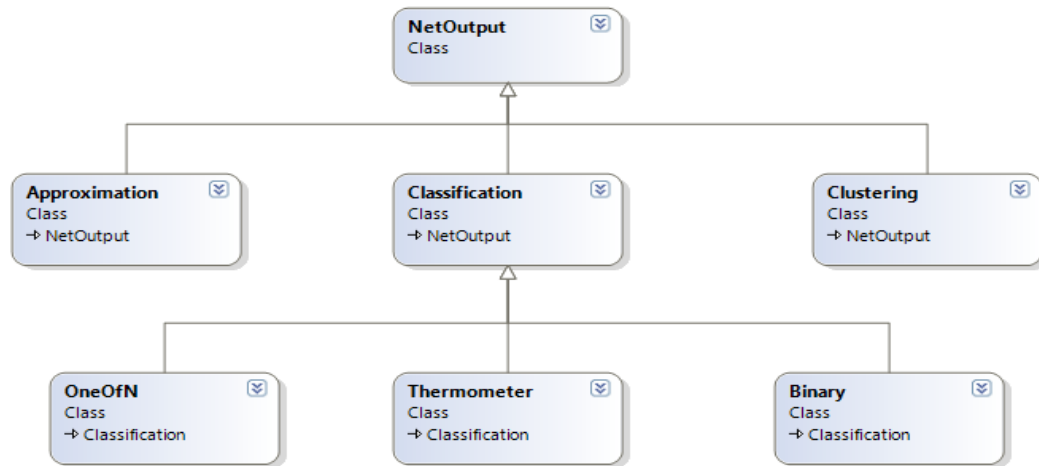 NetOutput
Class
Approximation
Class
NetOutput
Classification
Class
NetOutput
Clustering
Class
NetOutput
OneOfN
Class
Classification
Thermometer
Class
Classification
Binary
Class
Classification